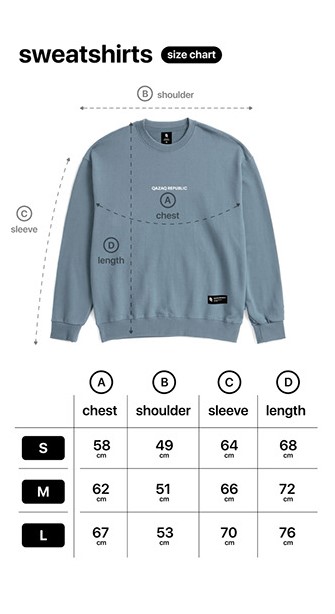 sweatshirts size chart
B shoulder
QAZAQ REPUBLIC
A
chest
C
sleeve
D
length
A B C D
chest shoulder sleeve length
S 58 49 64 68
cm cm cm cm
M 62 51 66 72
cm cm cm cm
L 67 53 70 76
cm cm cm cm